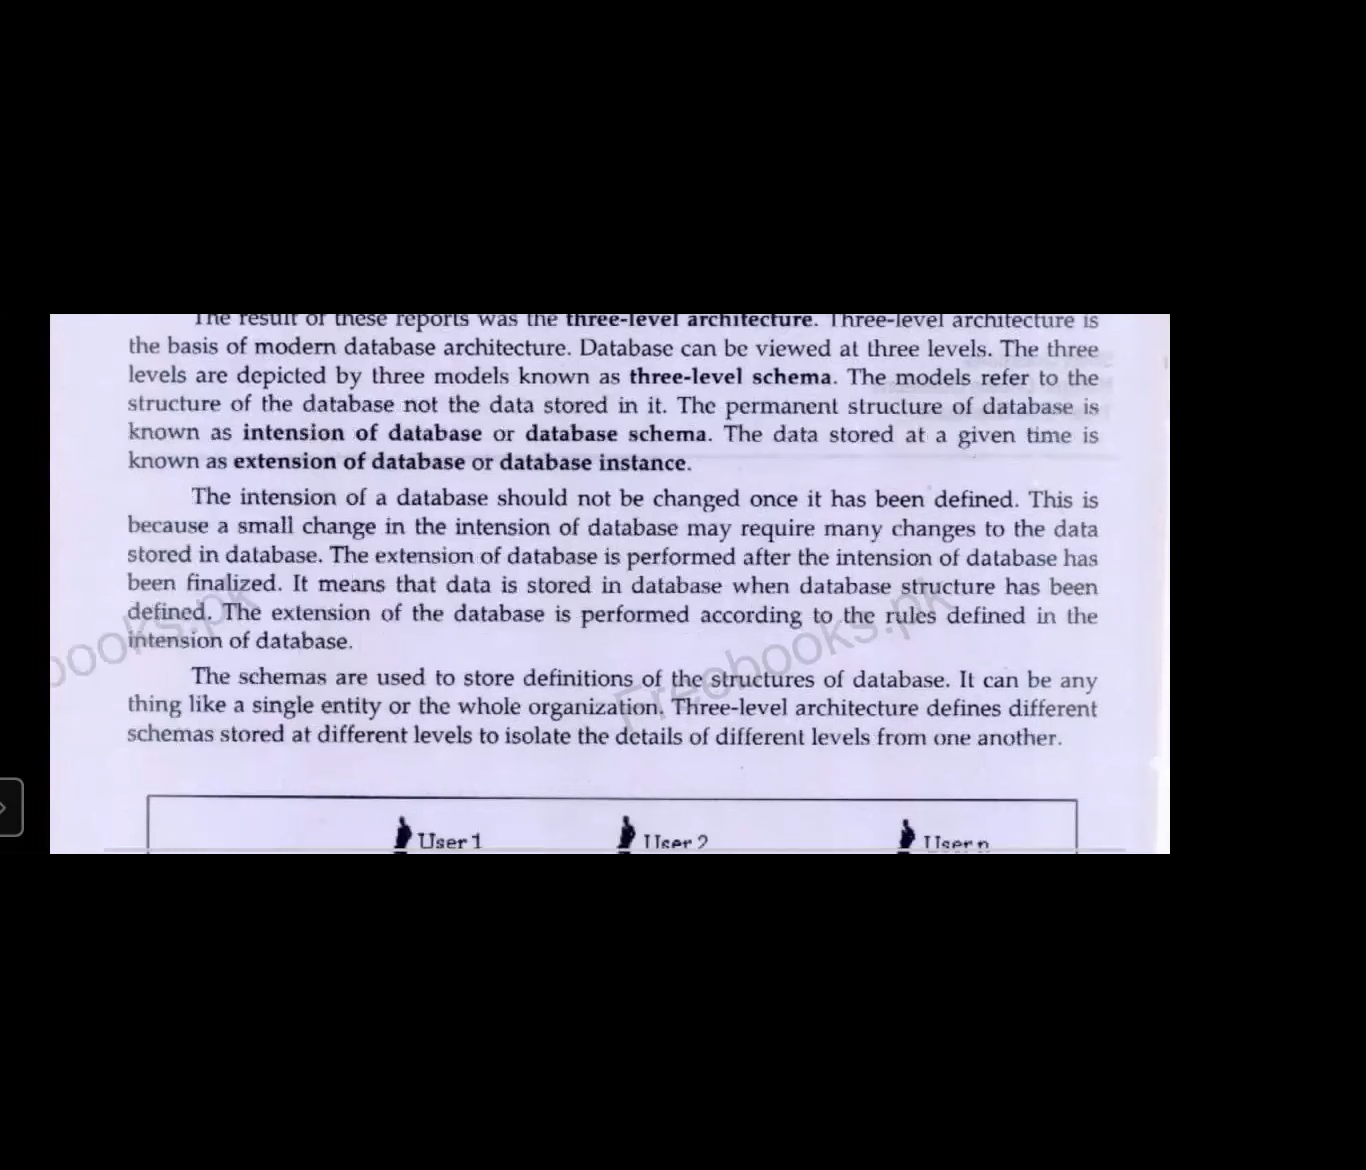 The result of these reports was the three-level architecture. Three-level architecture is
the basis of modern database architecture. Database can be viewed at three levels. The three
levels are depicted by three models known as three-level schema. The models refer to the
structure of the database not the data stored in it. The permanent structure of database is
known as intension of database or database schema. The data stored at a given time is
known as extension of database or database instance.
The intension of a database should not be changed once it has been defined. This is
because a small change in the intension of database may require many changes to the data
stored in database. The extension of database is performed after the intension of database has
been finalized. It means that data is stored in database when database structure has been
defined. The extension of the database is performed according to the rules defined in the
intension of database.
The schemas are used to store definitions of the structures of database. It can be any
thing like a single entity or the whole organization. Three-level architecture defines different
schemas stored at different levels to isolate the details of different levels from one another.
User 1 User 2 User n
ooks.pk
Freebooks.pk